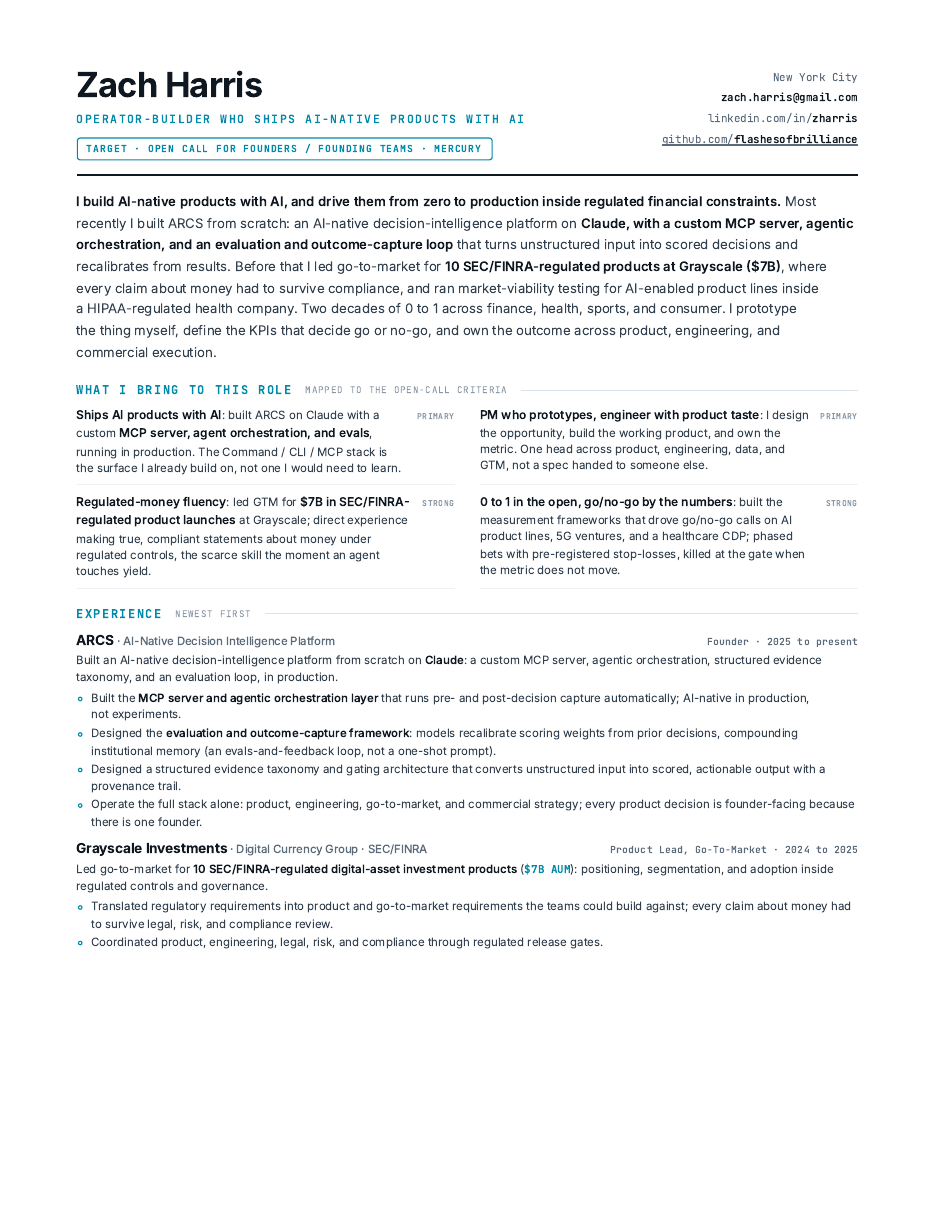 Zach Harris
OPERATOR-BUILDER WHO SHIPS AI-NATIVE PRODUCTS WITH AI
TARGET · OPEN CALL FOR FOUNDERS / FOUNDING TEAMS · MERCURY
New York City
zach.harris@gmail.com
linkedin.com/in/zharris
github.com/flashesofbrilliance
I build AI-native products with AI, and drive them from zero to production inside regulated financial constraints. Most
recently I built ARCS from scratch: an AI-native decision-intelligence platform on Claude, with a custom MCP server, agentic
orchestration, and an evaluation and outcome-capture loop that turns unstructured input into scored decisions and
recalibrates from results. Before that I led go-to-market for 10 SEC/FINRA-regulated products at Grayscale ($7B), where
every claim about money had to survive compliance, and ran market-viability testing for AI-enabled product lines inside
a HIPAA-regulated health company. Two decades of 0 to 1 across finance, health, sports, and consumer. I prototype
the thing myself, define the KPIs that decide go or no-go, and own the outcome across product, engineering, and
commercial execution.
WHAT I BRING TO THIS ROLE MAPPED TO THE OPEN-CALL CRITERIA
Ships AI products with AI: built ARCS on Claude with a PRIMARY
custom MCP server, agent orchestration, and evals,
running in production. The Command / CLI / MCP stack is
the surface I already build on, not one I would need to learn.
PM who prototypes, engineer with product taste: I design PRIMARY
the opportunity, build the working product, and own the
metric. One head across product, engineering, data, and
GTM, not a spec handed to someone else.
Regulated-money fluency: led GTM for $7B in SEC/FINRA- STRONG
regulated product launches at Grayscale; direct experience
making true, compliant statements about money under
regulated controls, the scarce skill the moment an agent
touches yield.
0 to 1 in the open, go/no-go by the numbers: built the STRONG
measurement frameworks that drove go/no-go calls on AI
product lines, 5G ventures, and a healthcare CDP; phased
bets with pre-registered stop-losses, killed at the gate when
the metric does not move.
EXPERIENCE NEWEST FIRST
ARCS · AI-Native Decision Intelligence Platform Founder · 2025 to present
Built an AI-native decision-intelligence platform from scratch on Claude: a custom MCP server, agentic orchestration, structured evidence
taxonomy, and an evaluation loop, in production.
Built the MCP server and agentic orchestration layer that runs pre- and post-decision capture automatically; AI-native in production,
not experiments.
Designed the evaluation and outcome-capture framework: models recalibrate scoring weights from prior decisions, compounding
institutional memory (an evals-and-feedback loop, not a one-shot prompt).
Designed a structured evidence taxonomy and gating architecture that converts unstructured input into scored, actionable output with a
provenance trail.
Operate the full stack alone: product, engineering, go-to-market, and commercial strategy; every product decision is founder-facing because
there is one founder.
Grayscale Investments · Digital Currency Group · SEC/FINRA Product Lead, Go-To-Market · 2024 to 2025
Led go-to-market for 10 SEC/FINRA-regulated digital-asset investment products ($7B AUM): positioning, segmentation, and adoption inside
regulated controls and governance.
Translated regulatory requirements into product and go-to-market requirements the teams could build against; every claim about money had
to survive legal, risk, and compliance review.
Coordinated product, engineering, legal, risk, and compliance through regulated release gates.